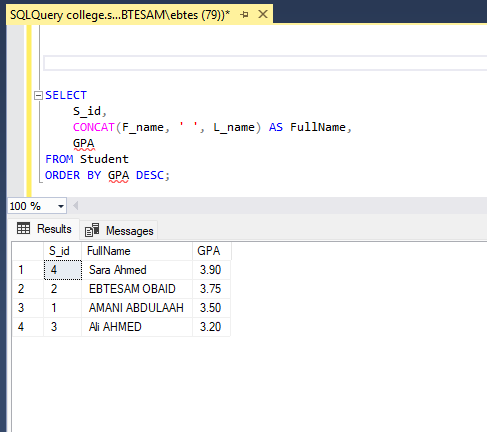 SQLQuery college.s...BTESAM\ebtes (79))*
SELECT
S_id,
CONCAT(F_name, ' ', L_name) AS FullName,
GPA
FROM Student
ORDER BY GPA DESC;
100 %
Results Messages
S_id FullName GPA
1 4 Sara Ahmed 3.90
2 2 EBTESAM OBAID 3.75
3 1 AMANI ABDULAAH 3.50
4 3 Ali AHMED 3.20